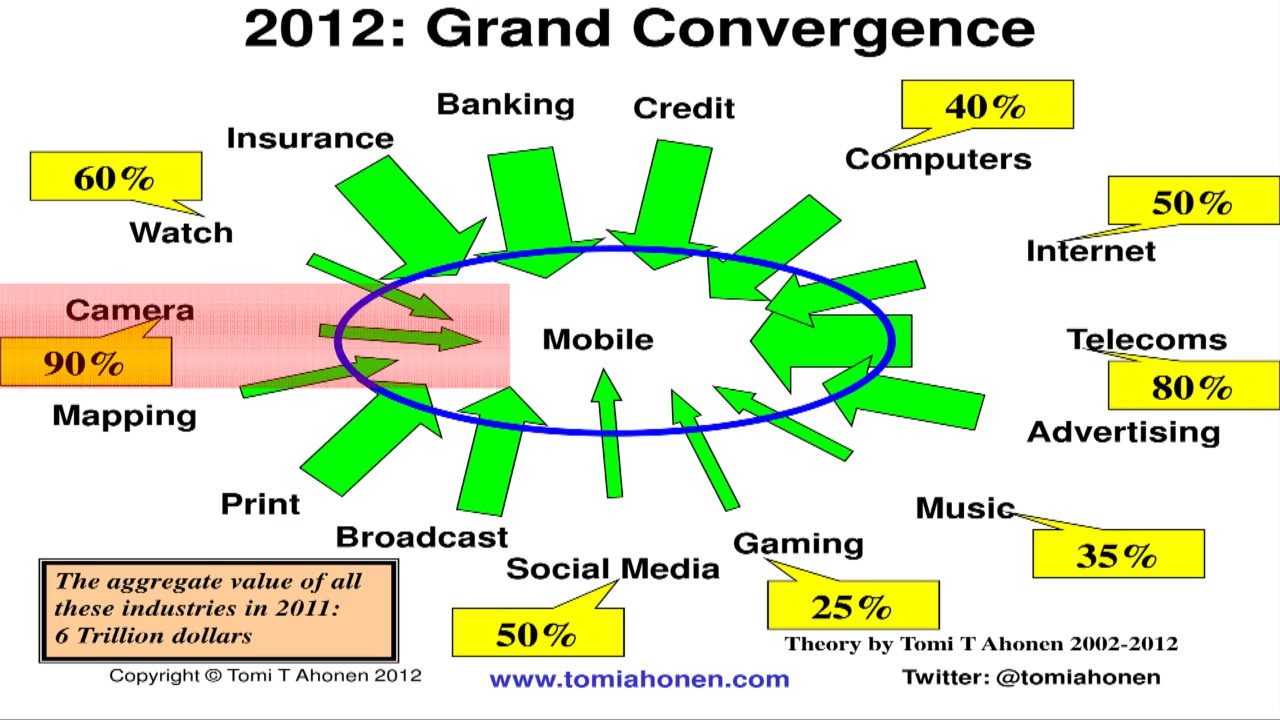 2012: Grand Convergence
Banking
Credit
40%
Insurance
Computers
60%
50%
Watch
Internet
Camera
Mobile
Telecoms
90%
80%
Mapping
Advertising
Print
Music
Broadcast
Gaming
35%
Social Media
The aggregate value of all
these industries in 2011:
6 Trillion dollars
25%
50%
Theory by Tomi T Ahonen 2002-2012
Copyright © Tomi T Ahonen 2012
www.tomiahonen.com
Twitter: @tomiahonen